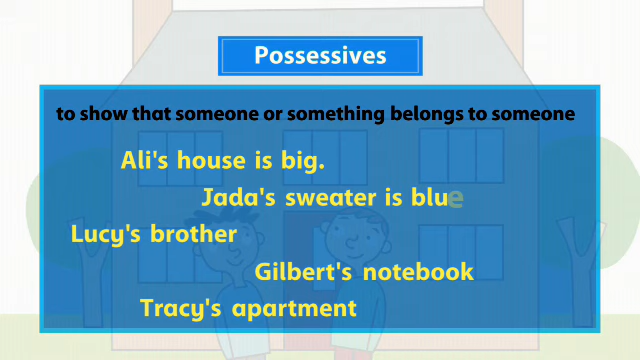 Possessives
to show that someone or something belongs to someone
Ali's house is big.
Jada's sweater is blue
Lucy's brother
Gilbert's notebook
Tracy's apartment